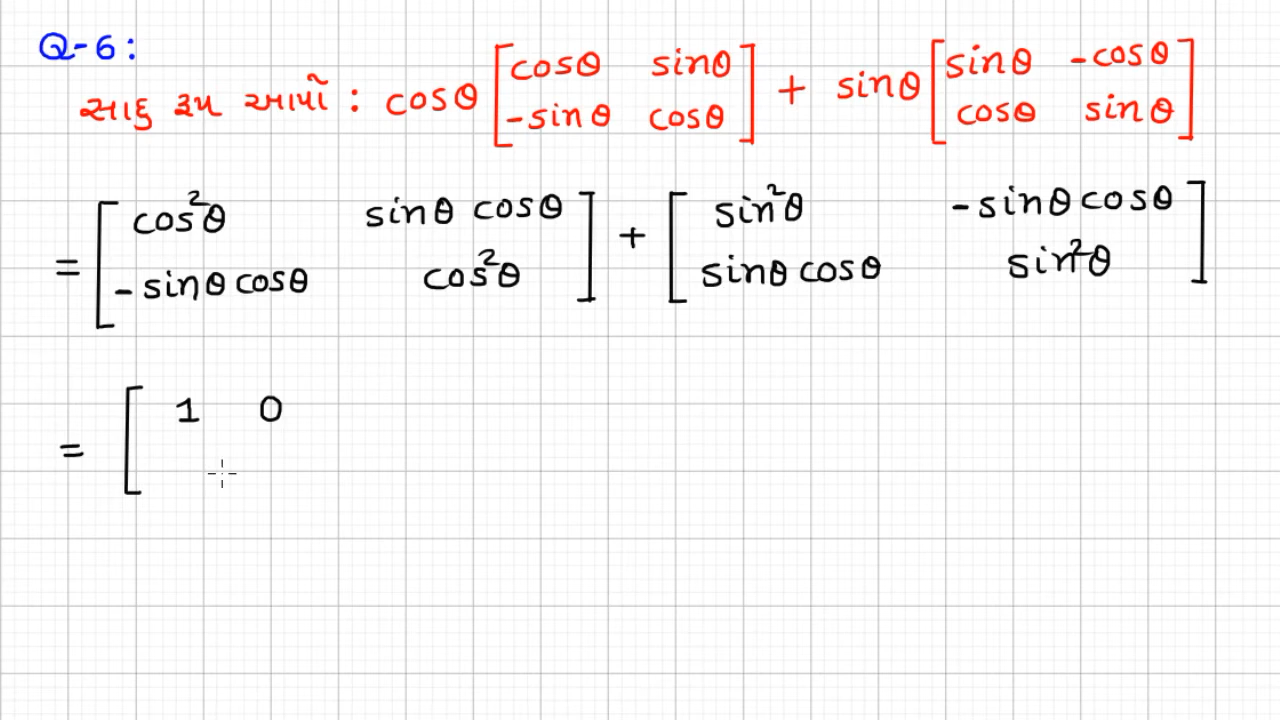 Q-6:
સાદુ રૂપ આપો : cosθ [cosθ sinθ -sinθ cosθ] + sinθ [sinθ -cosθ cosθ sinθ]
= [cos²θ sinθ cosθ -sinθ cosθ cos²θ] + [sin²θ -sinθ cosθ sinθ cosθ sin²θ]
= [ 1 0